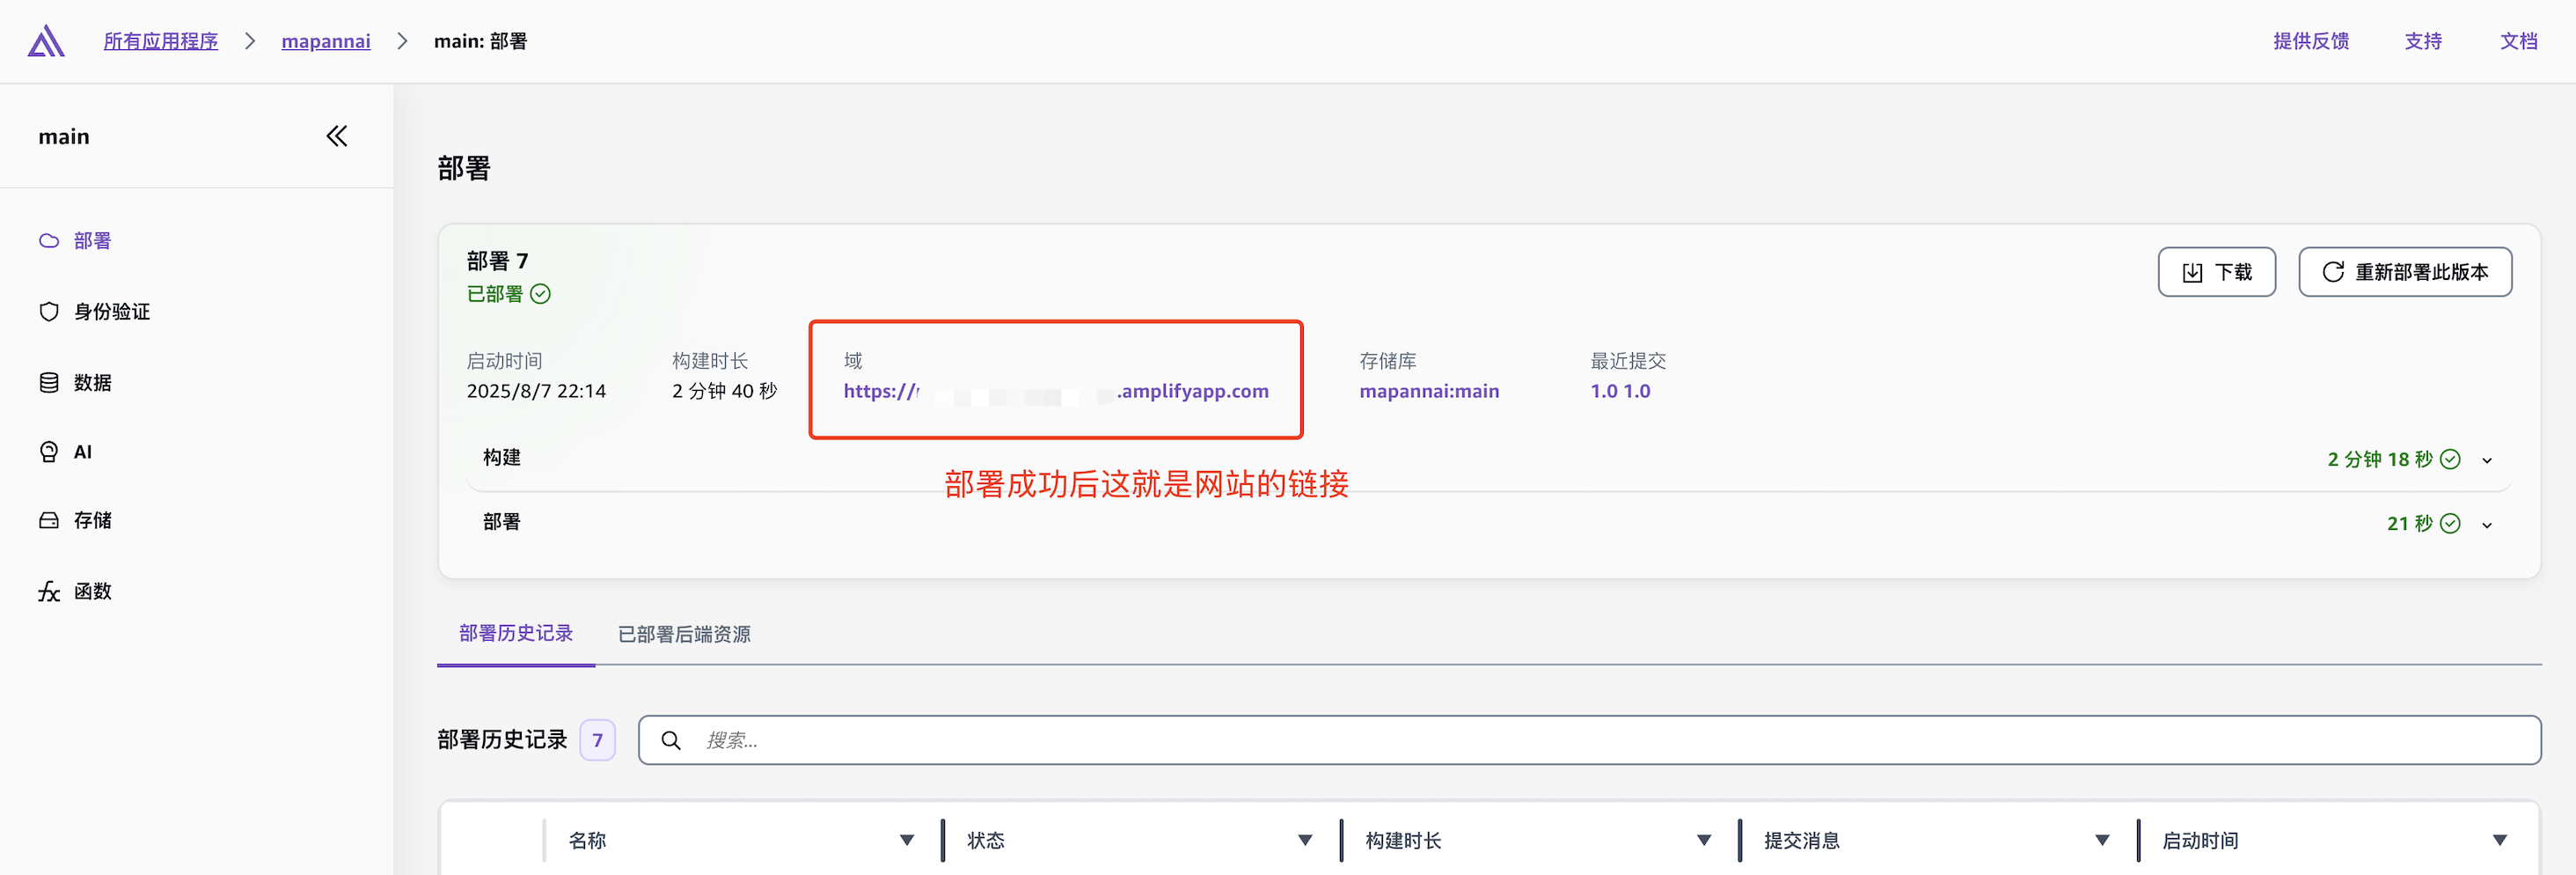 所有应用程序 > mapannai > main: 部署
提供反馈 支持 文档
main
部署
身份验证
数据
AI
存储
函数
部署
部署 7
已部署
下载
重新部署此版本
启动时间 构建时长 域 存储库 最近提交
2025/8/7 22:14 2 分钟 40 秒 https:// .amplifyapp.com mapannai:main 1.0 1.0
构建 2 分钟 18 秒
部署成功后这就是网站的链接
部署 21 秒
部署历史记录 已部署后端资源
部署历史记录 7 搜索...
名称 状态 构建时长 提交消息 启动时间